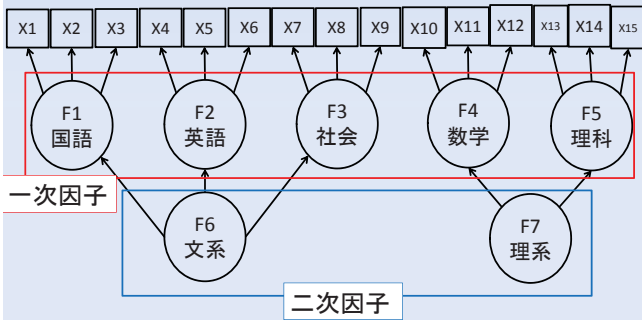 X1 X2 X3 X4 X5 X6 X7 X8 X9 X10 X11 X12 X13 X14 X15
F1 F2 F3 F4 F5
国語 英語 社会 数学 理科
一次因子
F6 F7
文系 理系
二次因子